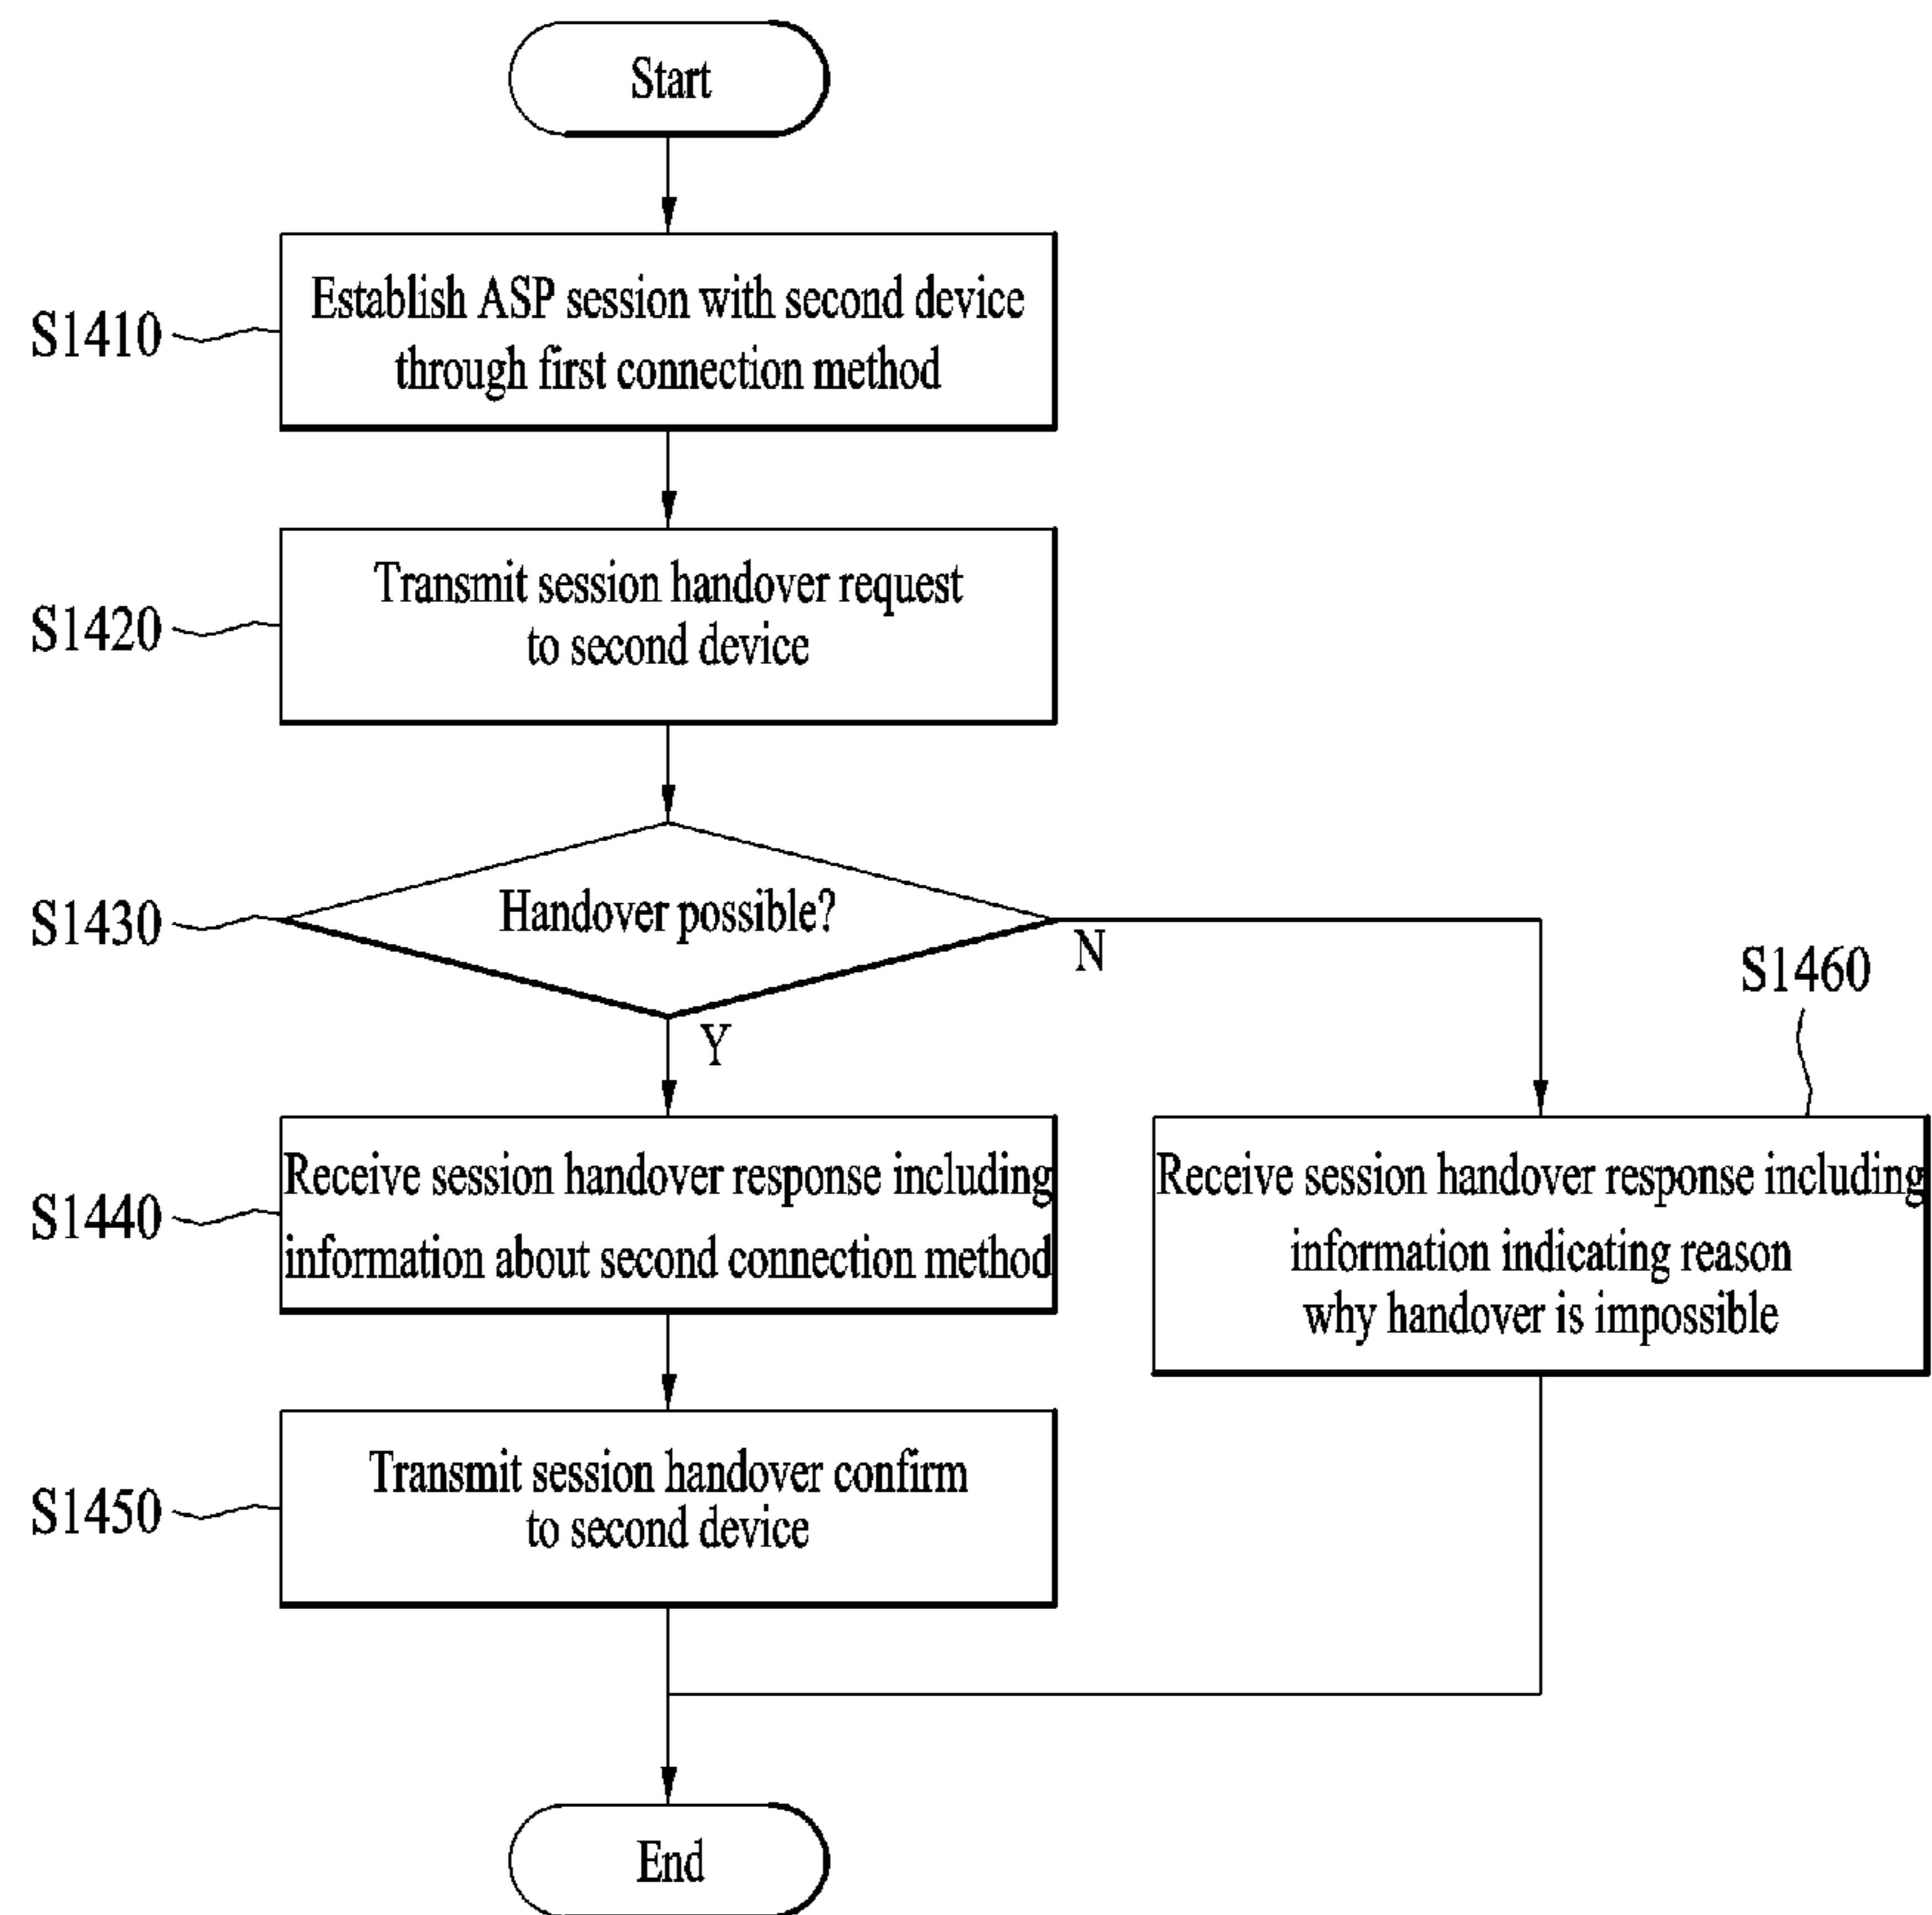 Start
S1410
Establish ASP session with second device
through first connection method
S1420
Transmit session handover request
to second device
S1430
Handover possible?
N
Y
S1460
S1440
Receive session handover response including
information about second connection method
Receive session handover response including
information indicating reason
why handover is impossible
S1450
Transmit session handover confirm
to second device
End